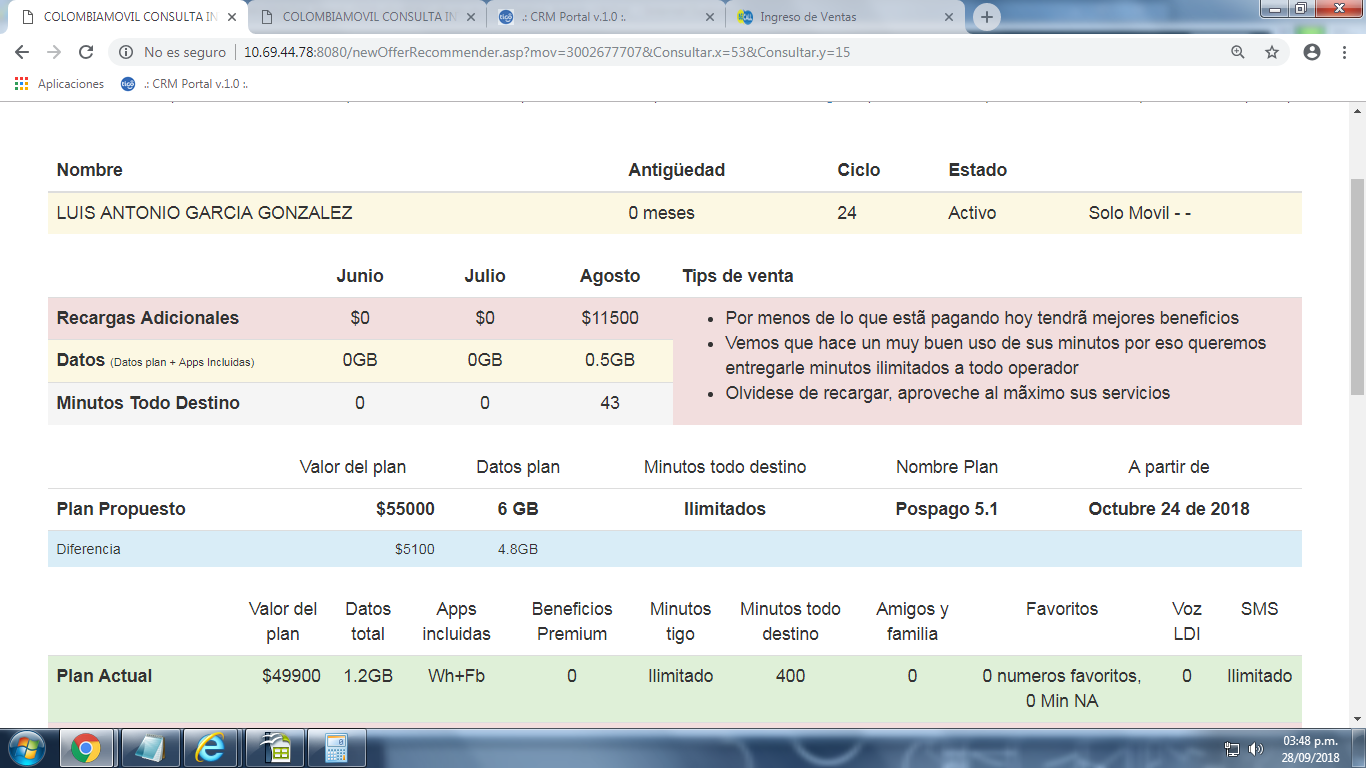 COLOMBIAMOVIL CONSULTA IN
COLOMBIAMOVIL CONSULTA IN
tigo .: CRM Portal v.1.0 :.
Ingreso de Ventas
No es seguro 10.69.44.78:8080/newOfferRecommender.asp?mov=3002677707&Consultar.x=53&Consultar.y=15
Aplicaciones tigo .: CRM Portal v.1.0 :.
Nombre Antigüedad Ciclo Estado
LUIS ANTONIO GARCIA GONZALEZ 0 meses 24 Activo Solo Movil - -
Junio Julio Agosto Tips de venta
Recargas Adicionales $0 $0 $11500
Datos (Datos plan + Apps Incluidas) 0GB 0GB 0.5GB
Minutos Todo Destino 0 0 43
• Por menos de lo que estã pagando hoy tendrã mejores beneficios
• Vemos que hace un muy buen uso de sus minutos por eso queremos
entregarle minutos ilimitados a todo operador
• Olvidese de recargar, aproveche al mãximo sus servicios
Valor del plan Datos plan Minutos todo destino Nombre Plan A partir de
Plan Propuesto $55000 6 GB Ilimitados Pospago 5.1 Octubre 24 de 2018
Diferencia $5100 4.8GB
Valor del plan Datos total Apps incluidas Beneficios Premium Minutos tigo Minutos todo destino Amigos y familia Favoritos Voz LDI SMS
Plan Actual $49900 1.2GB Wh+Fb 0 Ilimitado 400 0 0 numeros favoritos, 0 Min NA 0 Ilimitado
03:48 p.m.
28/09/2018